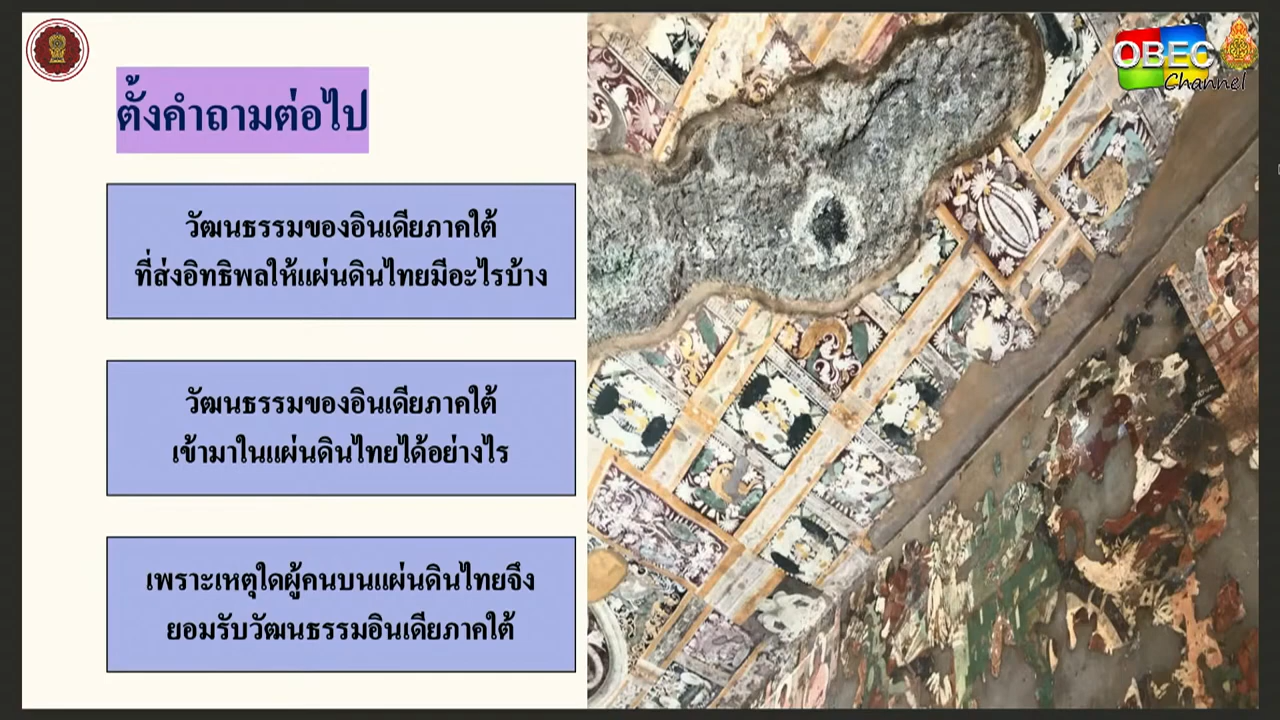 ตั้งคำถามต่อไป
วัฒนธรรมของอินเดียภาคใต้
ที่ส่งอิทธิพลให้แผ่นดินไทยมีอะไรบ้าง
วัฒนธรรมของอินเดียภาคใต้
เข้ามาในแผ่นดินไทยได้อย่างไร
เพราะเหตุใดผู้คนบนแผ่นดินไทยจึง
ยอมรับวัฒนธรรมอินเดียภาคใต้
OBEC
Channel